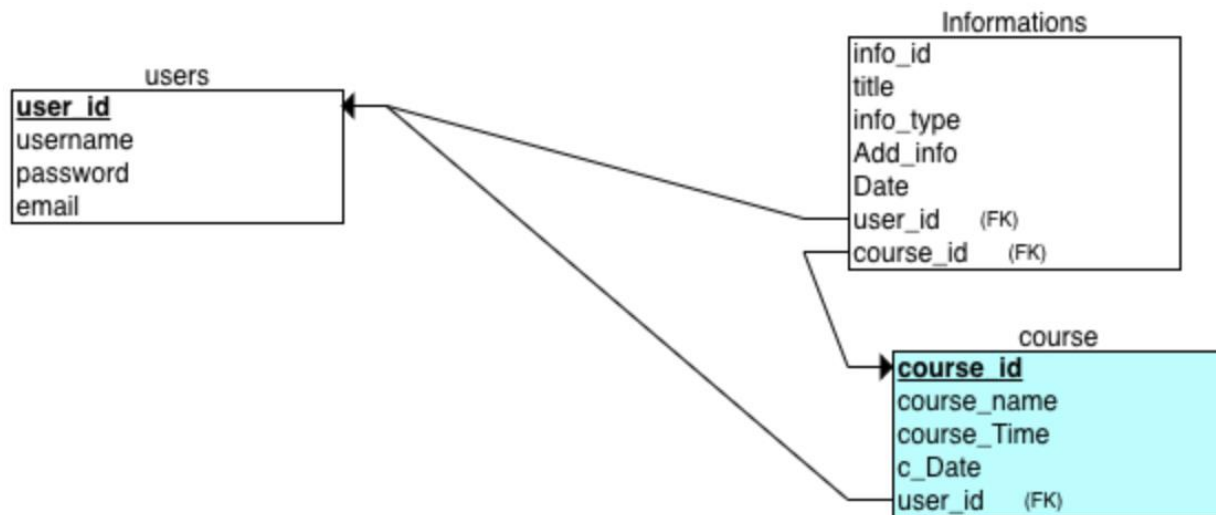 users
user_id
username
password
email
Informations
info_id
title
info_type
Add_info
Date
user_id (FK)
course_id (FK)
course
course_id
course_name
course_Time
c_Date
user_id (FK)